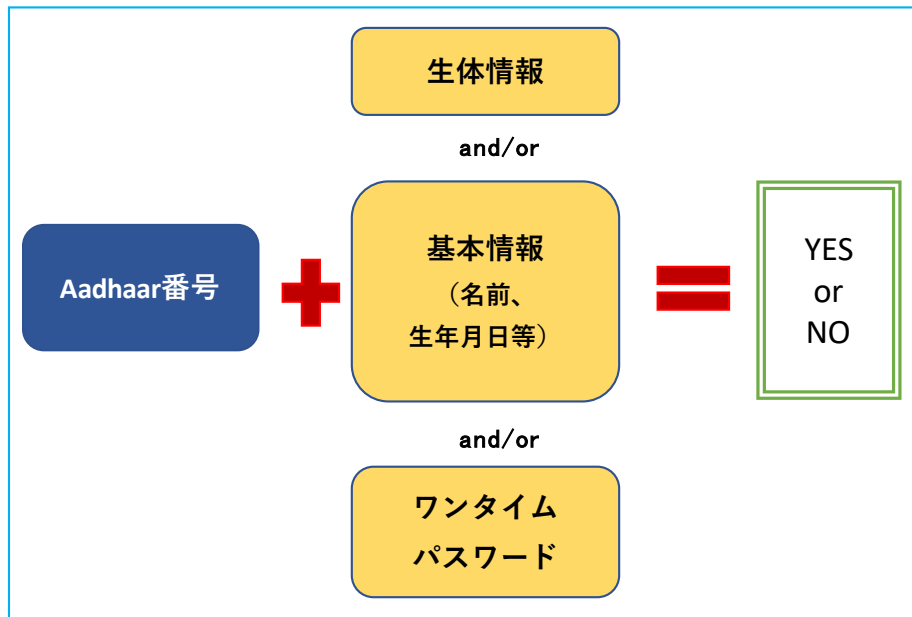 生体情報
and/or
Aadhaar番号
基本情報
（名前、
生年月日等）
YES
or
NO
and/or
ワンタイム
パスワード